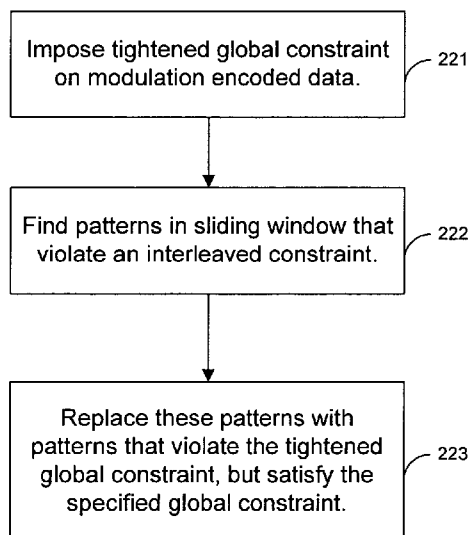 Impose tightened global constraint
on modulation encoded data.
221
Find patterns in sliding window that
violate an interleaved constraint.
222
Replace these patterns with
patterns that violate the tightened
global constraint, but satisfy the
specified global constraint.
223